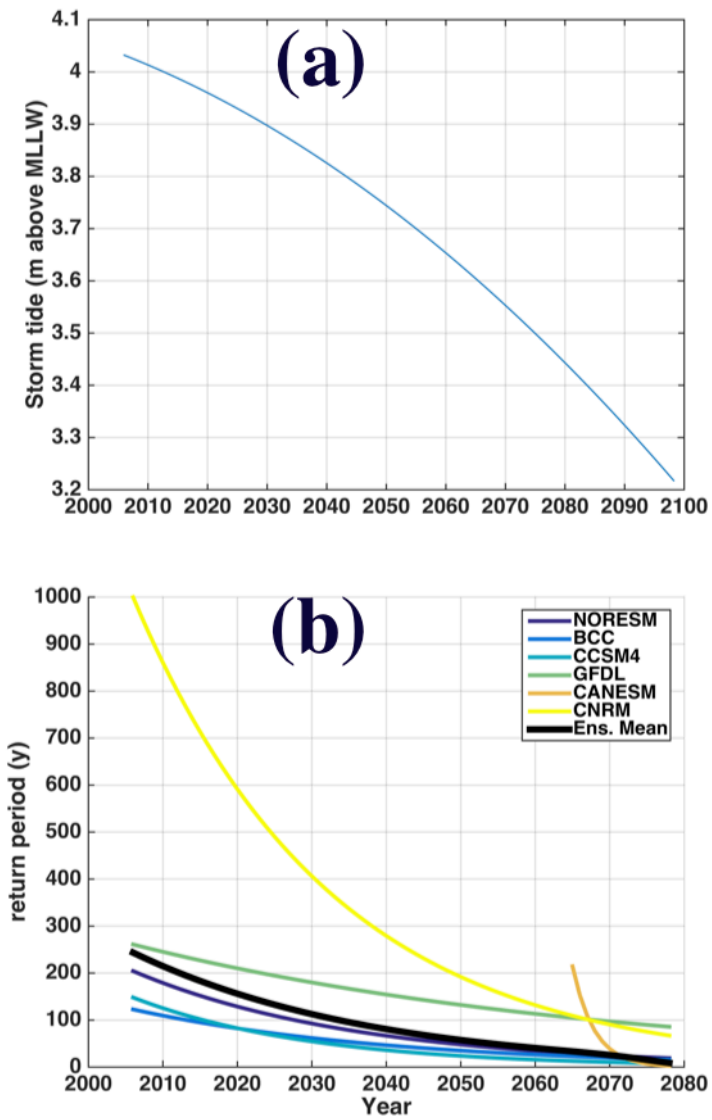 (a)
Storm tide (m above MLLW)
4.1
4
3.9
3.8
3.7
3.6
3.5
3.4
3.3
3.2
2000 2010 2020 2030 2040 2050 2060 2070 2080 2090 2100
(b)
return period (y)
1000
900
800
700
600
500
400
300
200
100
0
NORESM
BCC
CCSM4
GFDL
CANESM
CNRM
Ens. Mean
2000 2010 2020 2030 2040 2050 2060 2070 2080
Year